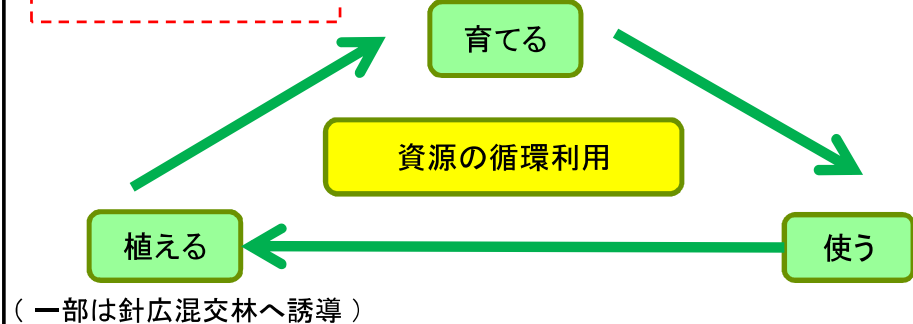 育てる
資源の循環利用
植える
使う
（ 一部は針広混交林へ誘導 ）